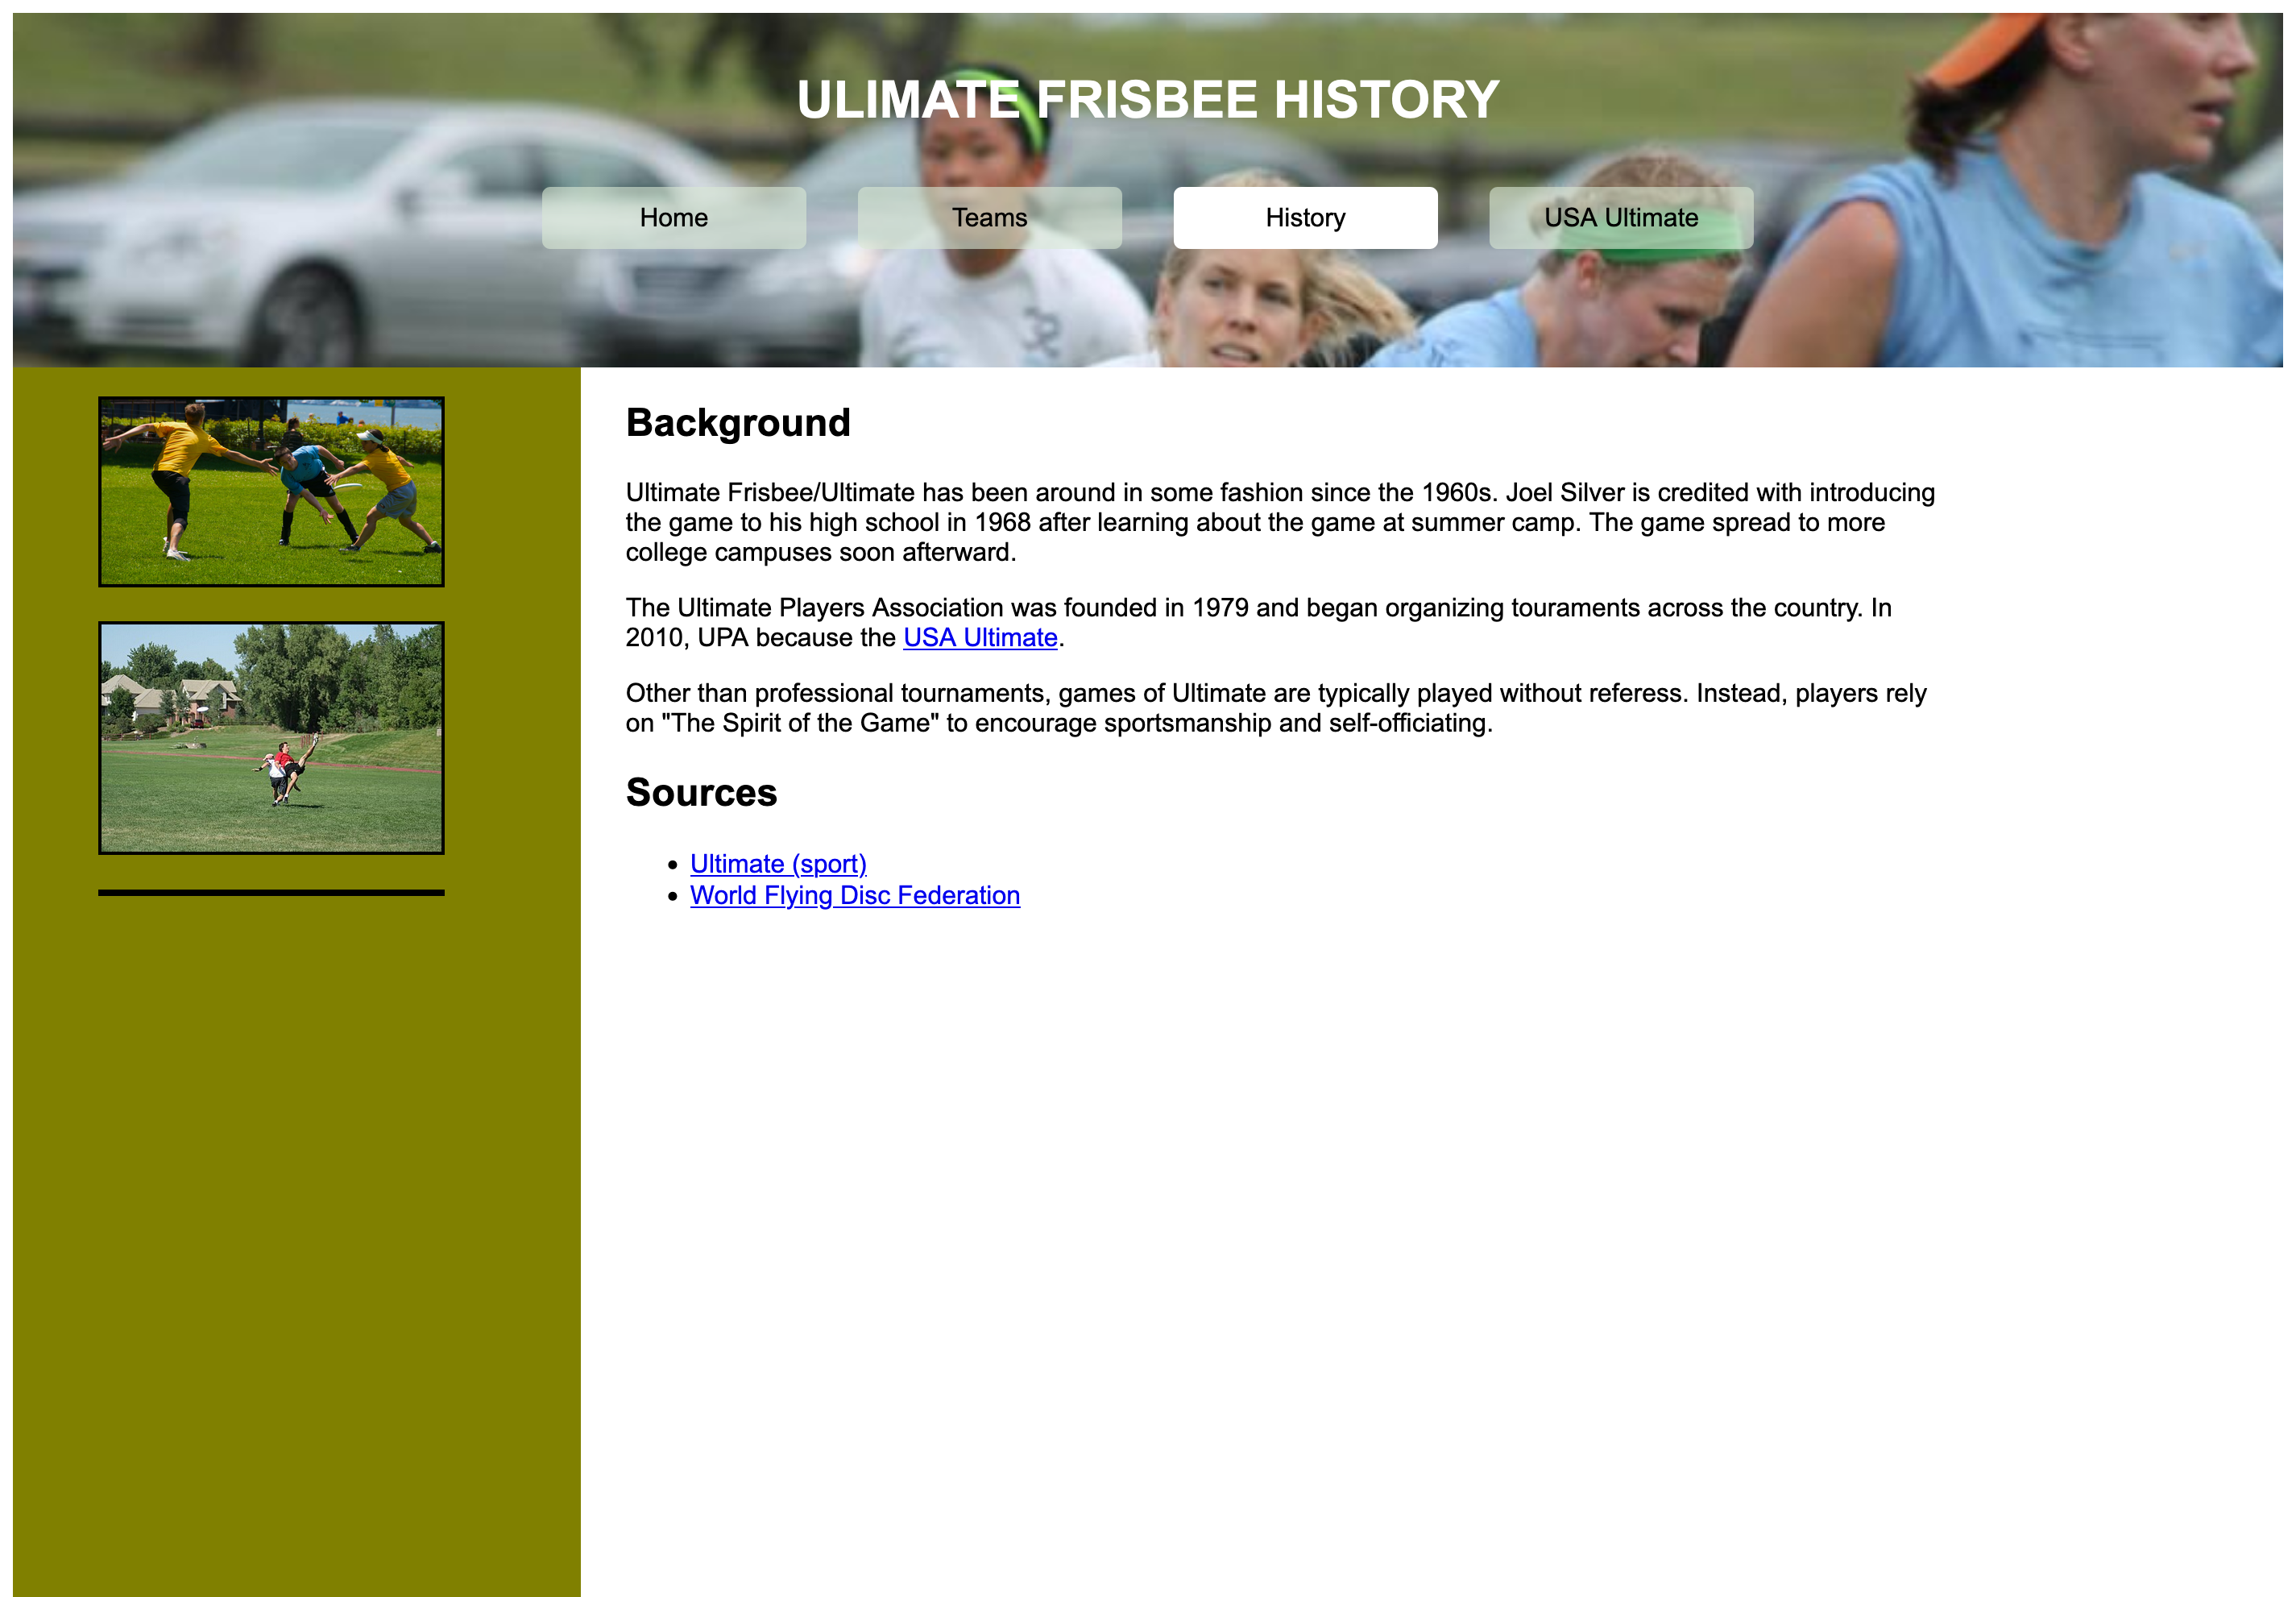 ULIMATE FRISBEE HISTORY
Home
Teams
History
USA Ultimate
Background
Ultimate Frisbee/Ultimate has been around in some fashion since the 1960s. Joel Silver is credited with introducing
the game to his high school in 1968 after learning about the game at summer camp. The game spread to more
college campuses soon afterward.
The Ultimate Players Association was founded in 1979 and began organizing touraments across the country. In
2010, UPA because the USA Ultimate.
Other than professional tournaments, games of Ultimate are typically played without referess. Instead, players rely
on "The Spirit of the Game" to encourage sportsmanship and self-officiating.
Sources
Ultimate (sport)
World Flying Disc Federation